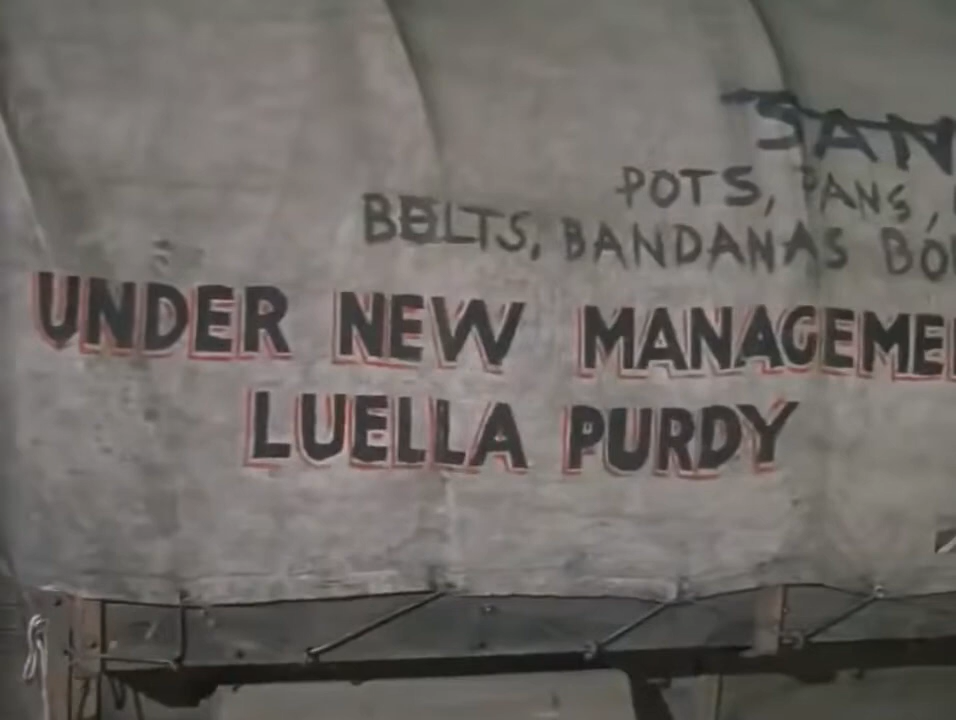 SAN
POTS, PANS,
BELTS, BANDANAS BO
UNDER NEW MANAGEME
LUELLA PURDY